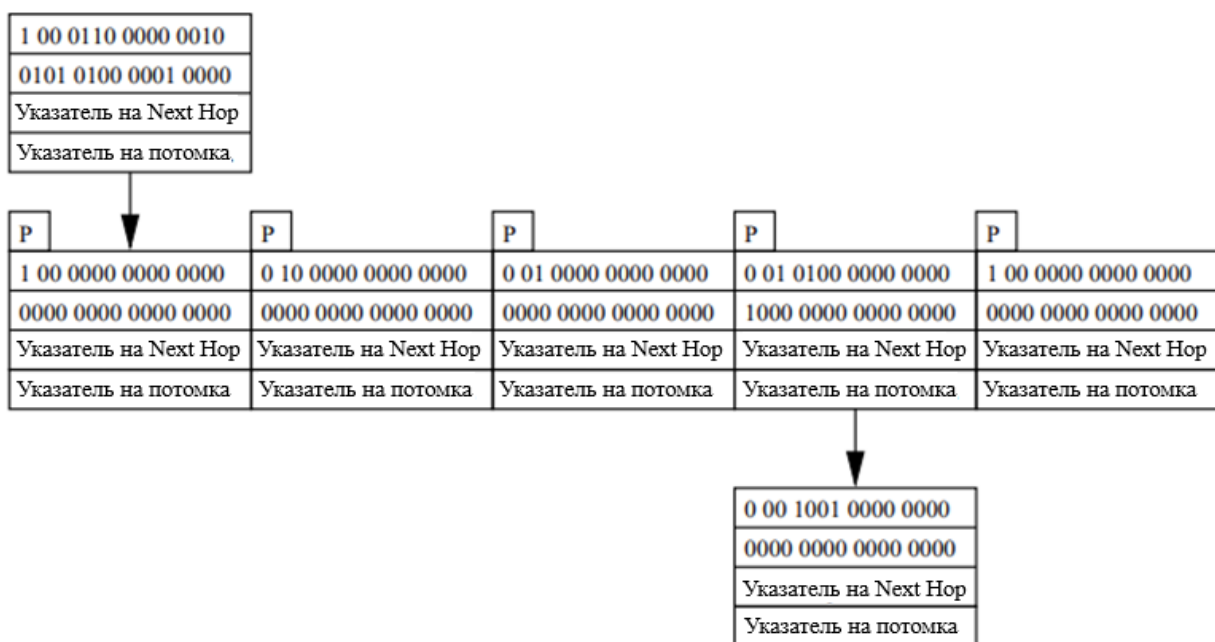 1 00 0110 0000 0010
0101 0100 0001 0000
Указатель на Next Hop
Указатель на потомка,
P P P P P
1 00 0000 0000 0000 0 10 0000 0000 0000 0 01 0000 0000 0000 0 01 0100 0000 0000 1 00 0000 0000 0000
0000 0000 0000 0000 0000 0000 0000 0000 0000 0000 0000 0000 1000 0000 0000 0000 0000 0000 0000 0000
Указатель на Next Hop Указатель на Next Hop Указатель на Next Hop Указатель на Next Hop Указатель на Next Hop
Указатель на потомка Указатель на потомка Указатель на потомка Указатель на потомка Указатель на потомка
0 00 1001 0000 0000
0000 0000 0000 0000
Указатель на Next Hop
Указатель на потомка